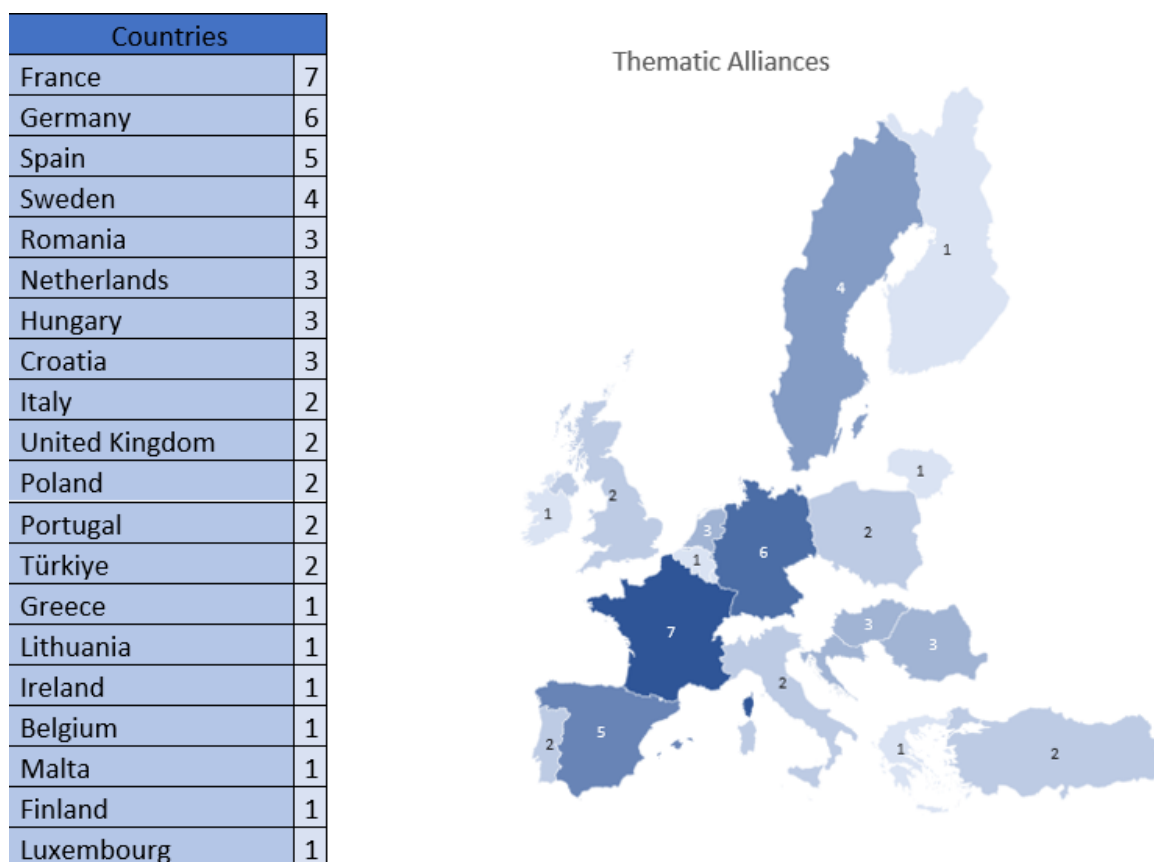 Countries
France 7
Germany 6
Spain 5
Sweden 4
Romania 3
Netherlands 3
Hungary 3
Croatia 3
Italy 2
United Kingdom 2
Poland 2
Portugal 2
Türkiye 2
Greece 1
Lithuania 1
Ireland 1
Belgium 1
Malta 1
Finland 1
Luxembourg 1
Thematic Alliances
1
4
1
2
1
3
2
6
1
3
7
3
2
5
2
1
2